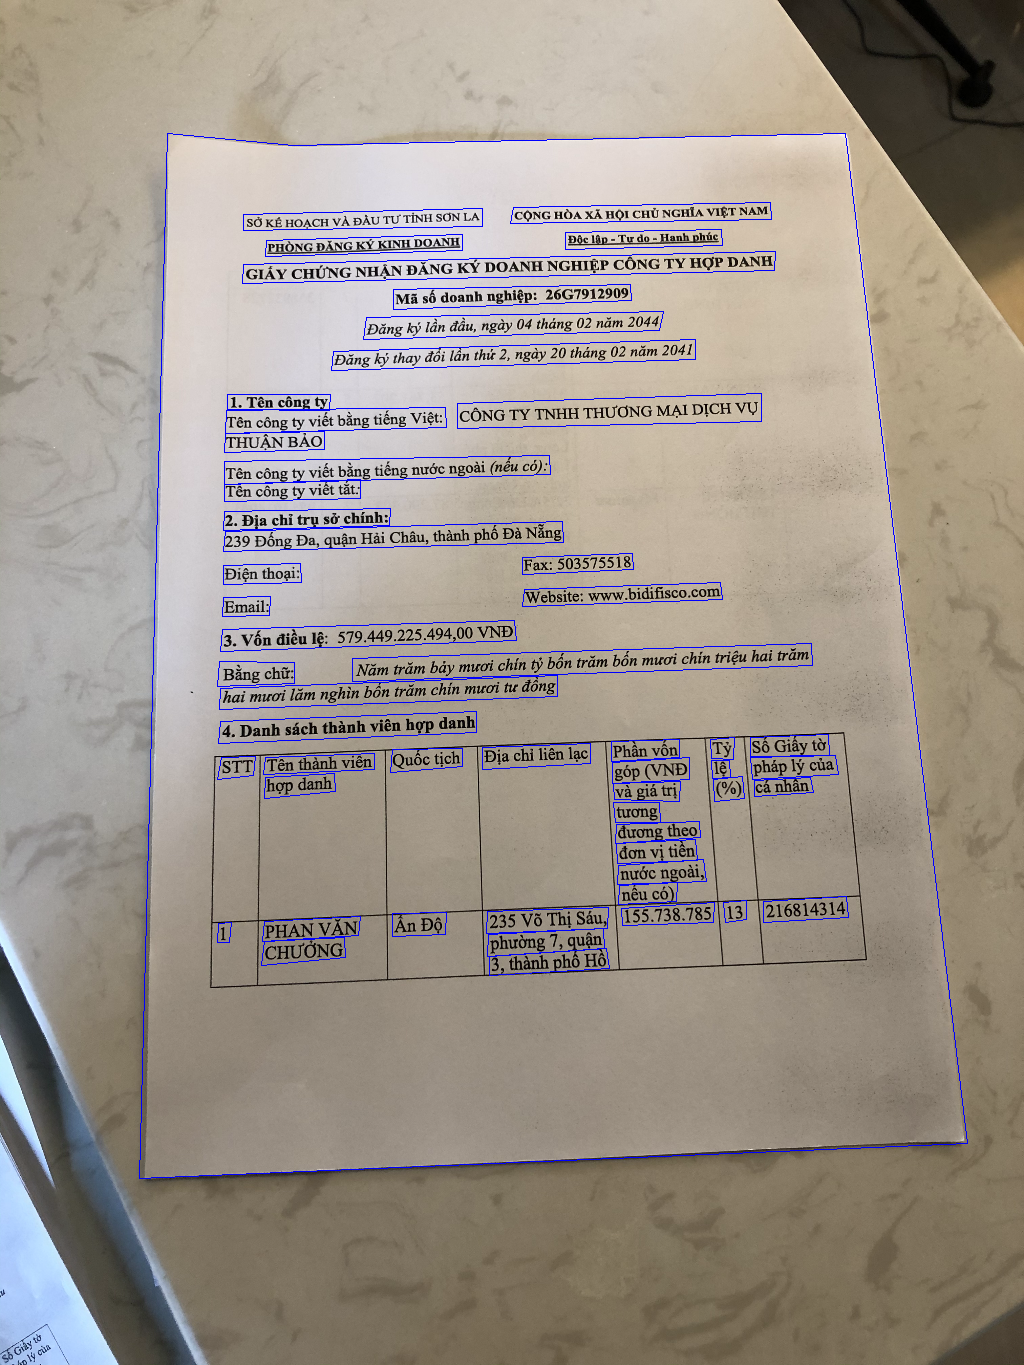 SỞ KẾ HOẠCH VÀ ĐẦU TƯ TỈNH SƠN LA
CỘNG HÒA XÃ HỘI CHỦ NGHĨA VIỆT NAM
PHÒNG ĐĂNG KÝ KINH DOANH
Độc lập - Tự do - Hạnh phúc
GIẤY CHỨNG NHẬN ĐĂNG KÝ DOANH NGHIỆP CÔNG TY HỢP DANH
Mã số doanh nghiệp: 26G7912909
Đăng ký lần đầu, ngày 04 tháng 02 năm 2044
Đăng ký thay đổi lần thứ 2, ngày 20 tháng 02 năm 2041
1. Tên công ty
Tên công ty viết bằng tiếng Việt: CÔNG TY TNHH THƯƠNG MẠI DỊCH VỤ
THUẬN BẢO
Tên công ty viết bằng tiếng nước ngoài (nếu có):
Tên công ty viết tắt:
2. Địa chỉ trụ sở chính:
239 Đống Đa, quận Hải Châu, thành phố Đà Nẵng
Điện thoại:
Fax: 503575518
Email:
Website: www.bidifisco.com
3. Vốn điều lệ: 579.449.225.494,00 VNĐ
Bằng chữ: Năm trăm bảy mươi chín tỷ bốn trăm bốn mươi chín triệu hai trăm
hai mươi lăm nghìn bốn trăm chín mươi tư đồng
4. Danh sách thành viên hợp danh
STT
Tên thành viên
hợp danh
Quốc tịch
Địa chỉ liên lạc
Phần vốn
góp (VNĐ
và giá trị
tương
đương theo
đơn vị tiền
nước ngoài,
nếu có)
Tỷ
lệ
(%)
Số Giấy tờ
pháp lý của
cá nhân
1
PHAN VĂN
CHƯỞNG
Ấn Độ
235 Võ Thị Sáu,
phường 7, quận
3, thành phố Hồ
155.738.785
13
216814314
Số Giấy tờ
pháp lý của